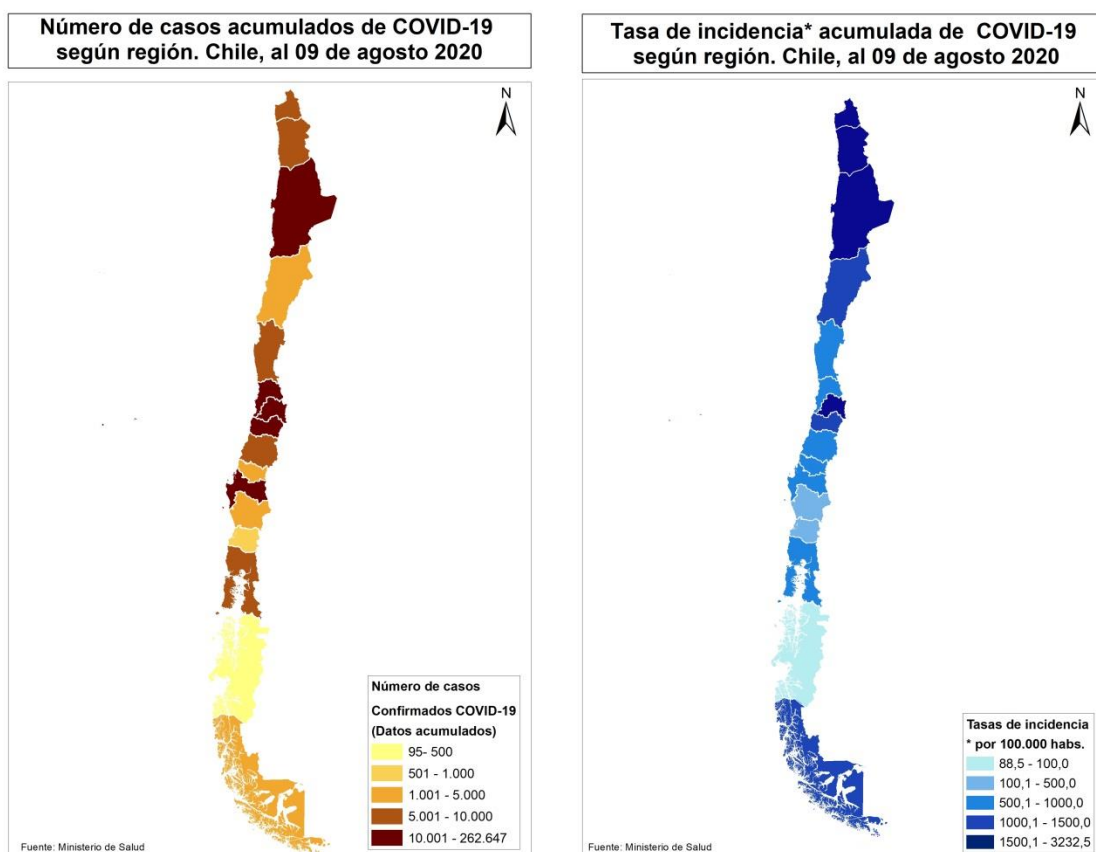 Número de casos acumulados de COVID-19
según región. Chile, al 09 de agosto 2020
N
Número de casos
Confirmados COVID-19
(Datos acumulados)
95- 500
501 - 1.000
1.001 - 5.000
5.001 - 10.000
10.001 - 262.647
Fuente: Ministerio de Salud
Tasa de incidencia* acumulada de COVID-19
según región. Chile, al 09 de agosto 2020
N
Tasas de incidencia
* por 100.000 habs.
88,5 - 100,0
100,1 - 500,0
500,1 - 1000,0
1000,1 - 1500,0
1500,1 - 3232,5
Fuente: Ministerio de Salud